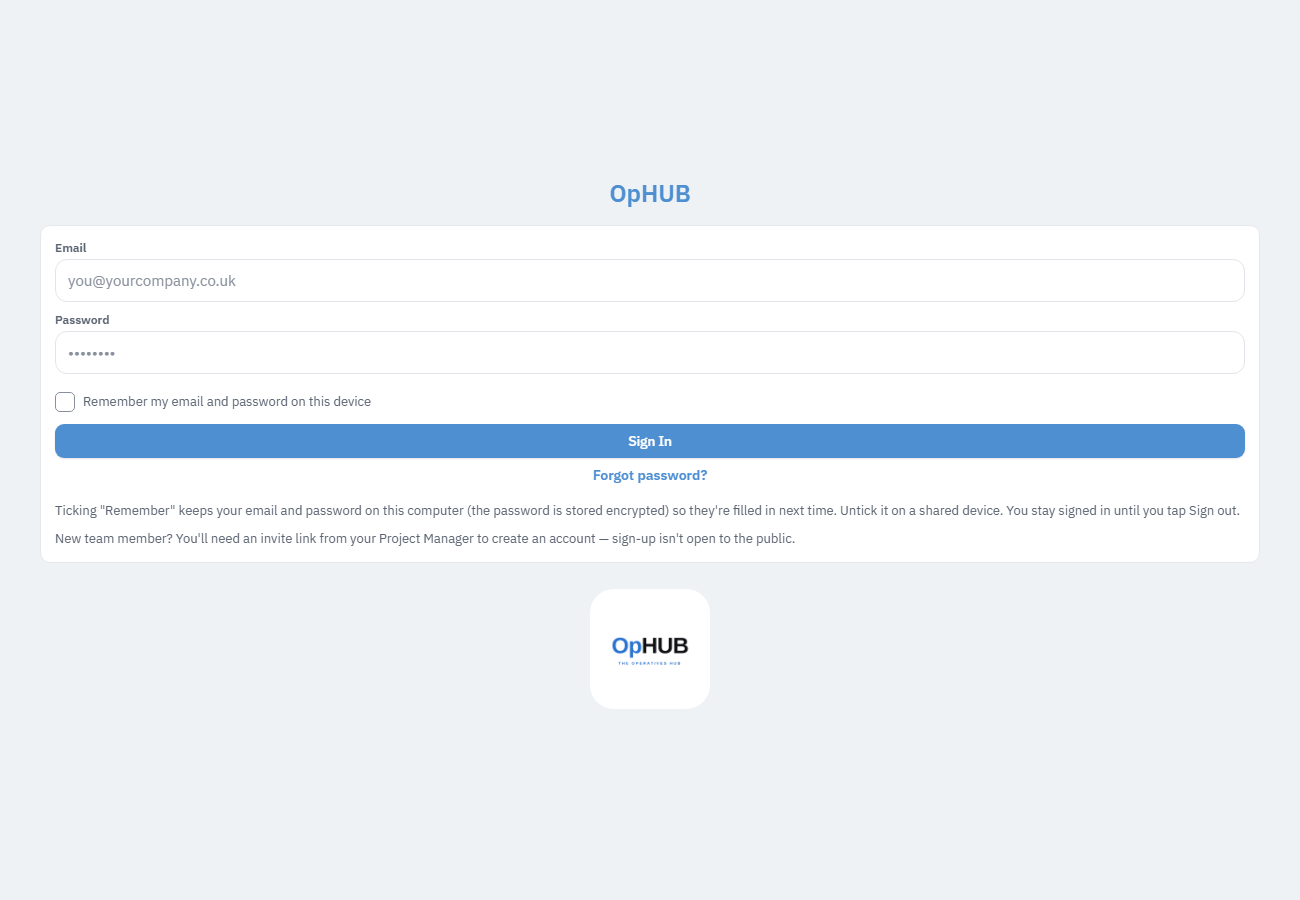 OpHUB
Email
you@yourcompany.co.uk
Password
••••••••
Remember my email and password on this device
Sign In
Forgot password?
Ticking "Remember" keeps your email and password on this computer (the password is stored encrypted) so they're filled in next time. Untick it on a shared device. You stay signed in until you tap Sign out.
New team member? You'll need an invite link from your Project Manager to create an account — sign-up isn't open to the public.
OpHUB
THE OPERATIVES HUB